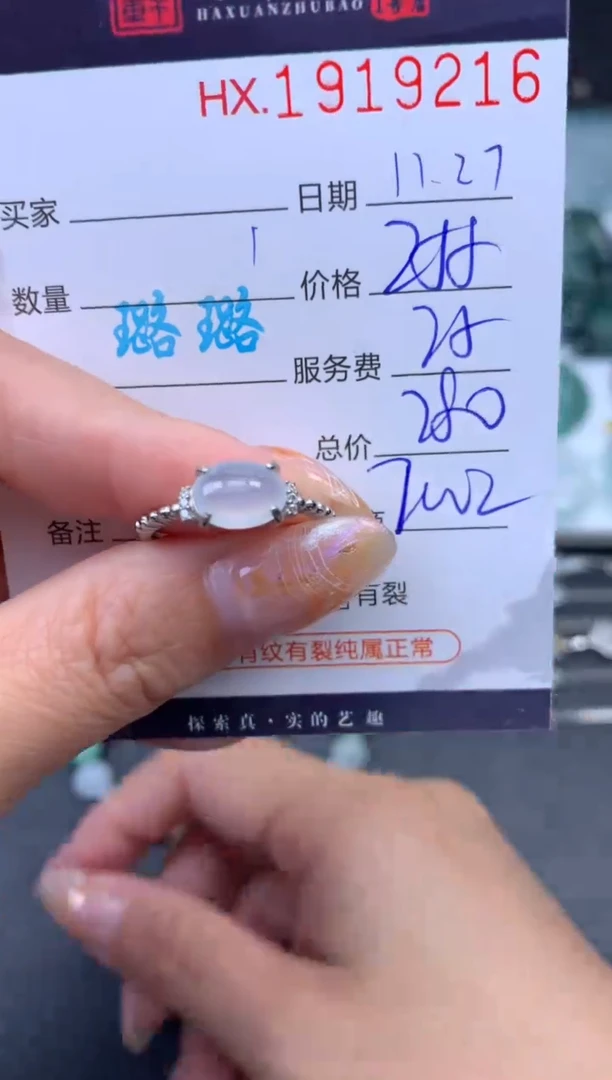 HAXUANZHUBAO
HX.1919216
买家 日期 11.27
数量 1 价格 255
璐璐
服务费 25
总价 280
备注
有裂
有纹有裂纯属正常
探索真·实的艺趣